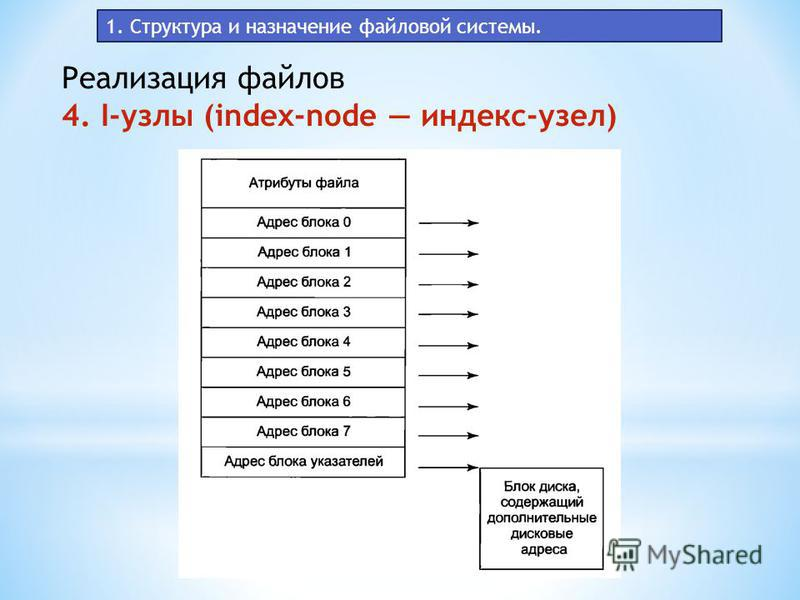 1. Структура и назначение файловой системы.
Реализация файлов
4. I-узлы (index-node — индекс-узел)
Атрибуты файла
Адрес блока 0
Адрес блока 1
Адрес блока 2
Адрес блока 3
Адрес блока 4
Адрес блока 5
Адрес блока 6
Адрес блока 7
Адрес блока указателей
Блок диска,
содержащий
дополнительные
дисковые
адреса
MyShared